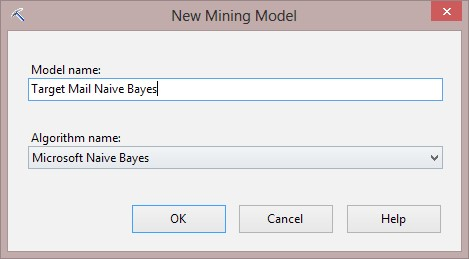 New Mining Model
Model name:
Target Mail Naive Bayes
Algorithm name:
Microsoft Naive Bayes
OK
Cancel
Help